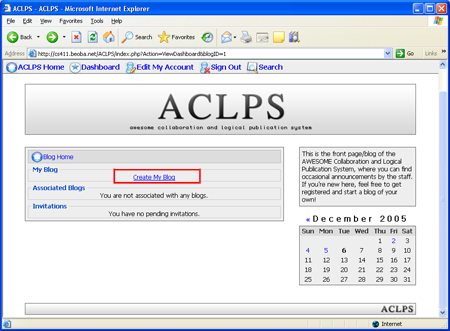 ACLPS - ACLPS - Microsoft Internet Explorer
File Edit View Favorites Tools Help
Back Search Favorites
Address http://cs411.beoba.net/ACLPS/index.php?Action=ViewDashboard&blogID=1 Go Links »
ACLPS Home Dashboard Edit My Account Sign Out Search
ACLPS
awesome collaboration and logical publication system
Blog Home
My Blog
Create My Blog
Associated Blogs
You are not associated with any blogs.
Invitations
You have no pending invitations.
This is the front page/blog of the
AWESOME Collaboration and Logical
Publication System, where you can find
occasional announcements by the staff.
If you're new here, feel free to get
registered and start a blog of your
own!
« December 2005
Sun Mon Tue Wed Thu Fri Sat
1 2 3
4 5 6 7 8 9 10
11 12 13 14 15 16 17
18 19 20 21 22 23 24
25 26 27 28 29 30 31
ACLPS
Internet